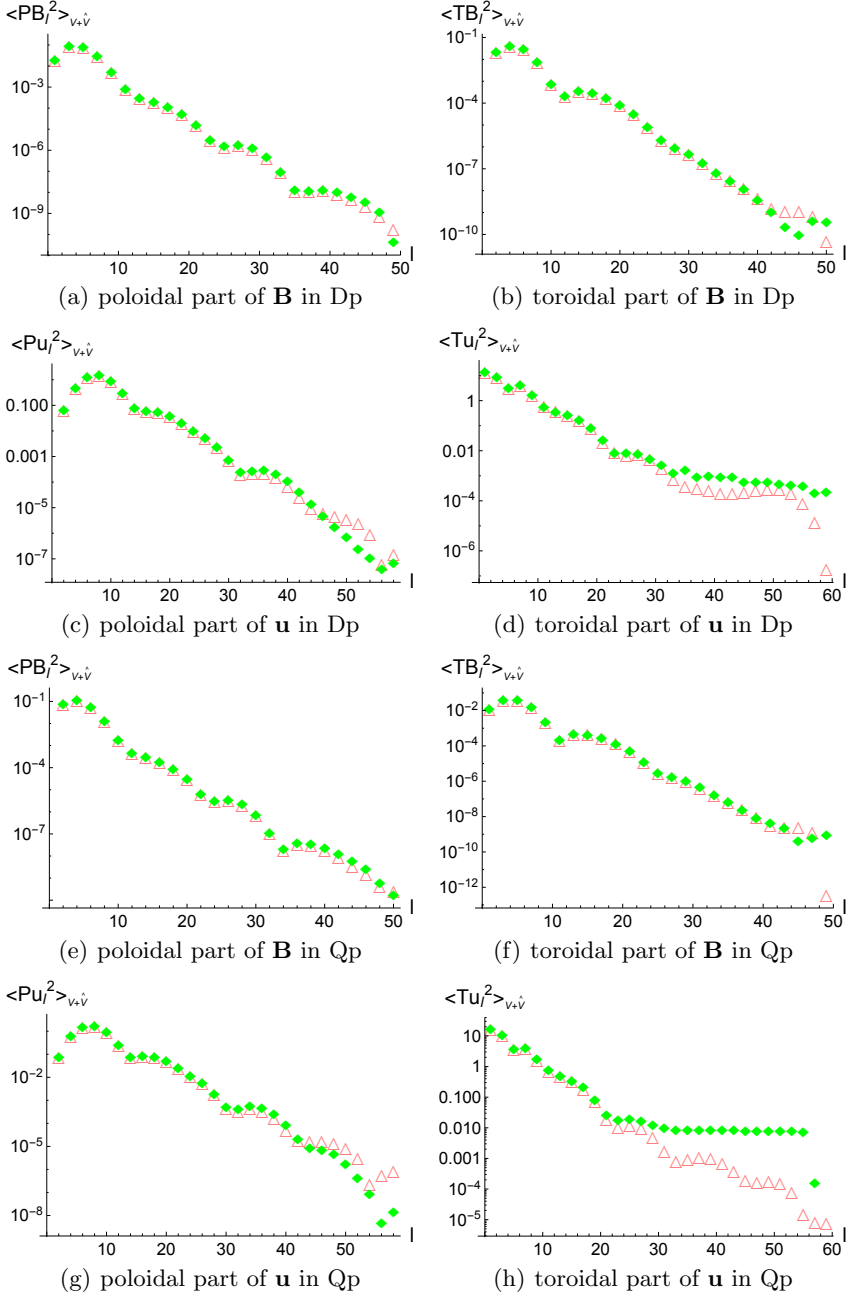 <PB_l^2>_{V+V̂}
10^{-3}
10^{-6}
10^{-9}
10 20 30 40 50 l
(a) poloidal part of B in Dp
<TB_l^2>_{V+V̂}
10^{-1}
10^{-4}
10^{-7}
10^{-10}
10 20 30 40 50 l
(b) toroidal part of B in Dp
<Pu_l^2>_{V+V̂}
0.100
0.001
10^{-5}
10^{-7}
10 20 30 40 50 l
(c) poloidal part of u in Dp
<Tu_l^2>_{V+V̂}
1
0.01
10^{-4}
10^{-6}
10 20 30 40 50 60 l
(d) toroidal part of u in Dp
<PB_l^2>_{V+V̂}
10^{-1}
10^{-4}
10^{-7}
10 20 30 40 50 l
(e) poloidal part of B in Qp
<TB_l^2>_{V+V̂}
10^{-2}
10^{-4}
10^{-6}
10^{-8}
10^{-10}
10^{-12}
10 20 30 40 50 l
(f) toroidal part of B in Qp
<Pu_l^2>_{V+V̂}
10^{-2}
10^{-5}
10^{-8}
10 20 30 40 50 l
(g) poloidal part of u in Qp
<Tu_l^2>_{V+V̂}
10
1
0.100
0.010
0.001
10^{-4}
10^{-5}
10 20 30 40 50 60 l
(h) toroidal part of u in Qp